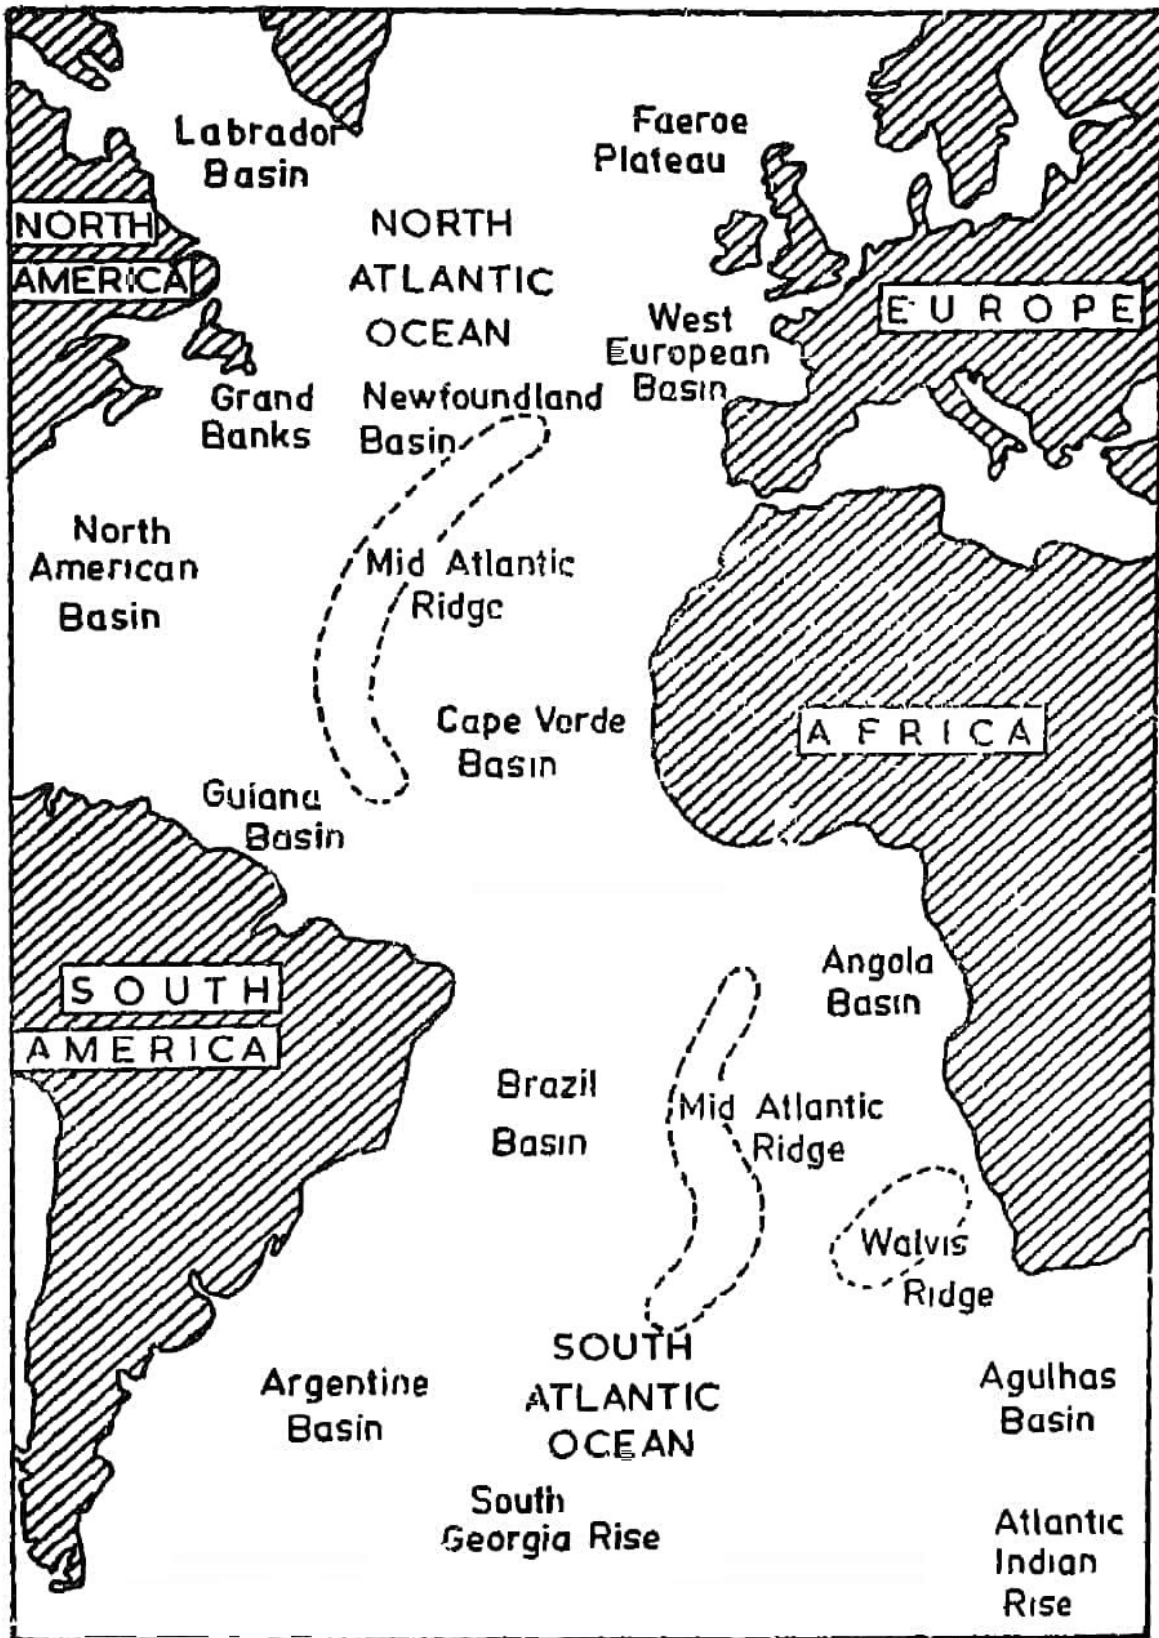 Labrador
Basin
Faeroe
Plateau
NORTH
AMERICA
NORTH
ATLANTIC
OCEAN
EUROPE
West
European
Basin
Grand
Banks
Newfoundland
Basin
North
American
Basin
Mid Atlantic
Ridge
Cape Verde
Basin
AFRICA
Guiana
Basin
SOUTH
AMERICA
Angola
Basin
Brazil
Basin
Mid Atlantic
Ridge
Walvis
Ridge
SOUTH
ATLANTIC
OCEAN
Argentine
Basin
Agulhas
Basin
South
Georgia Rise
Atlantic
Indian
Rise